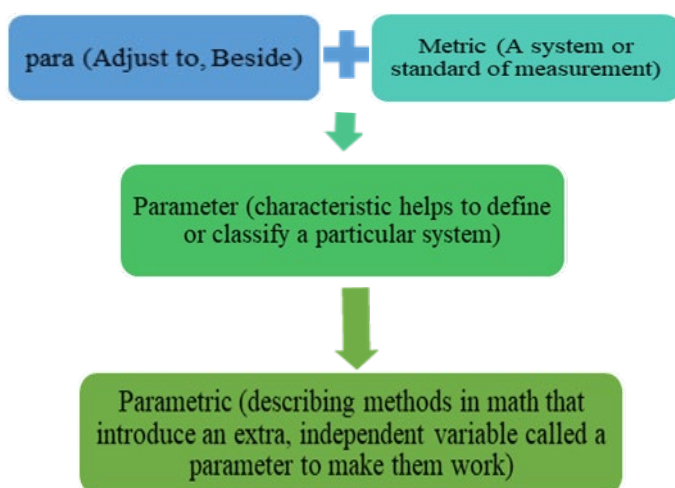 para (Adjust to, Beside)
Metric (A system or
standard of measurement)
Parameter (characteristic helps to define
or classify a particular system)
Parametric (describing methods in math that
introduce an extra, independent variable called a
parameter to make them work)